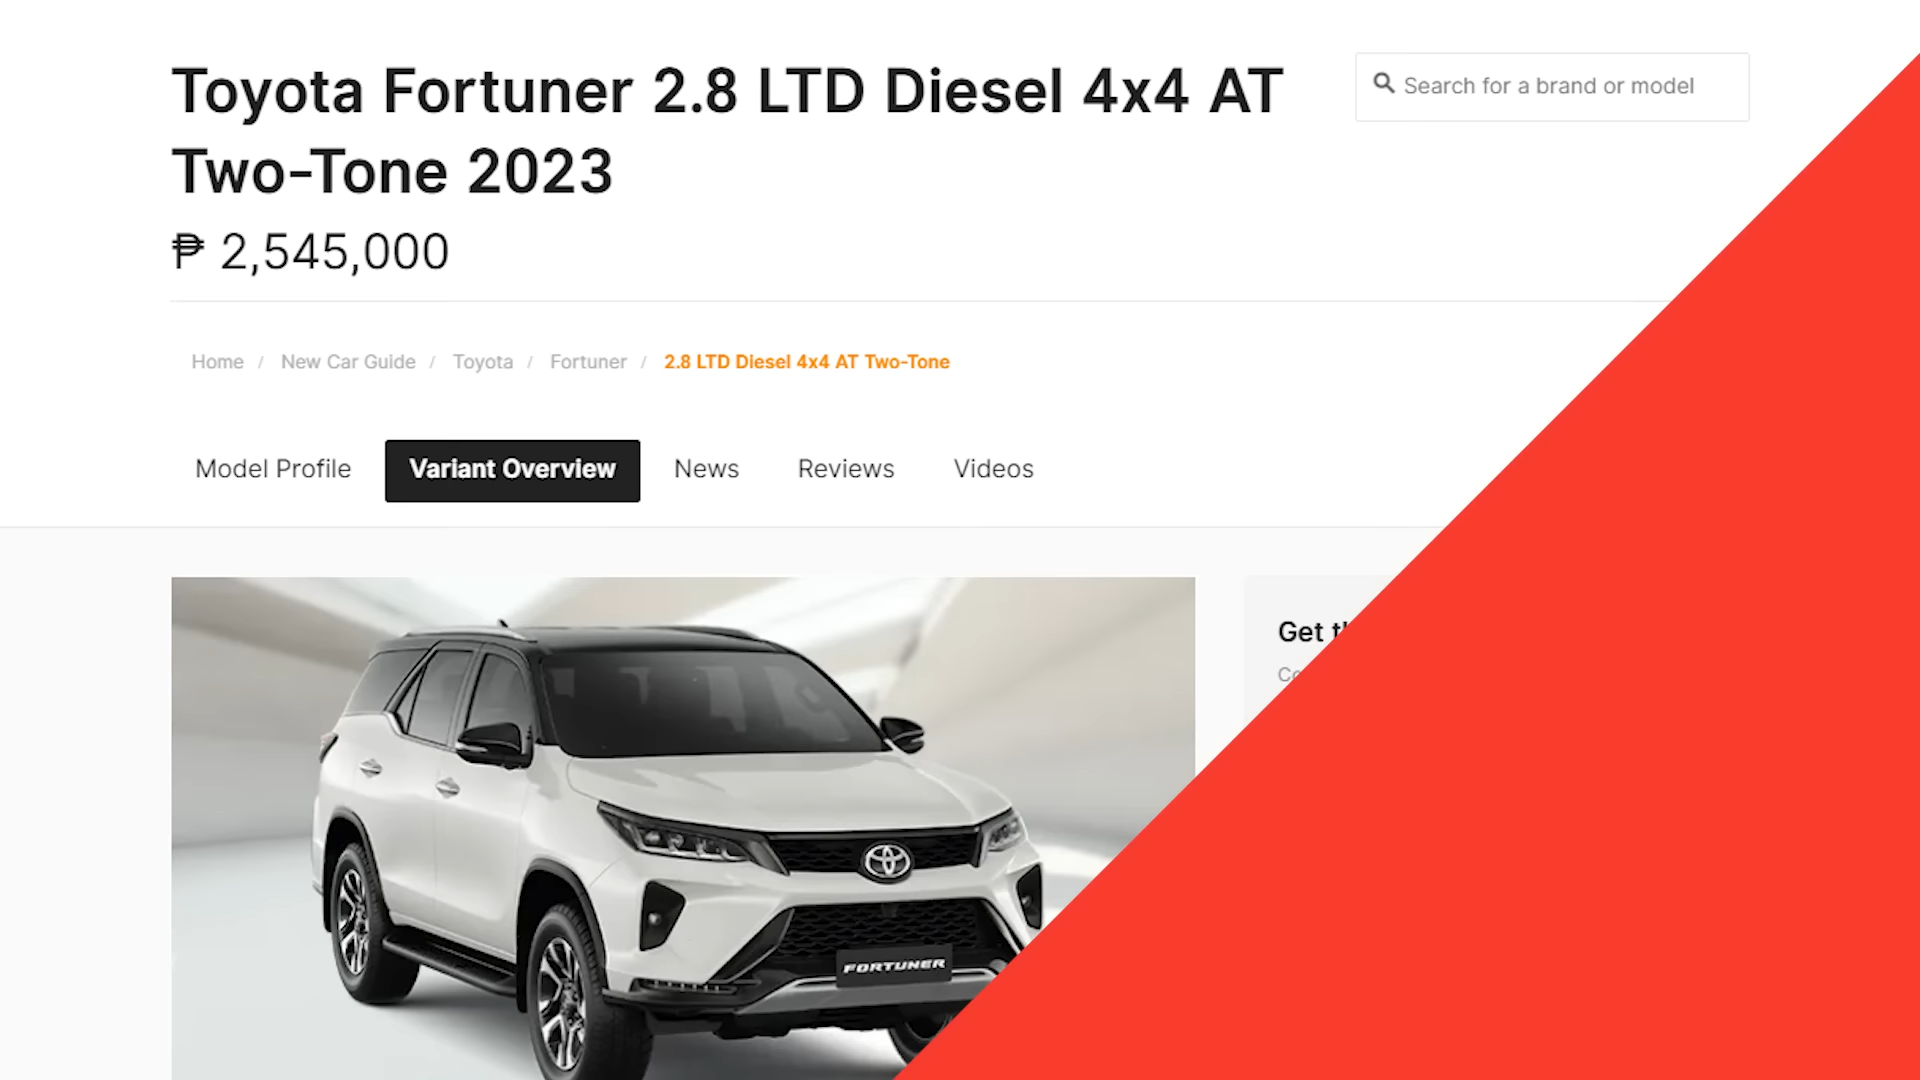 Toyota Fortuner 2.8 LTD Diesel 4x4 AT
Two-Tone 2023
₱ 2,545,000
Search for a brand or model
Home / New Car Guide / Toyota / Fortuner / 2.8 LTD Diesel 4x4 AT Two-Tone
Model Profile
Variant Overview
News
Reviews
Videos
Get
FORTUNER